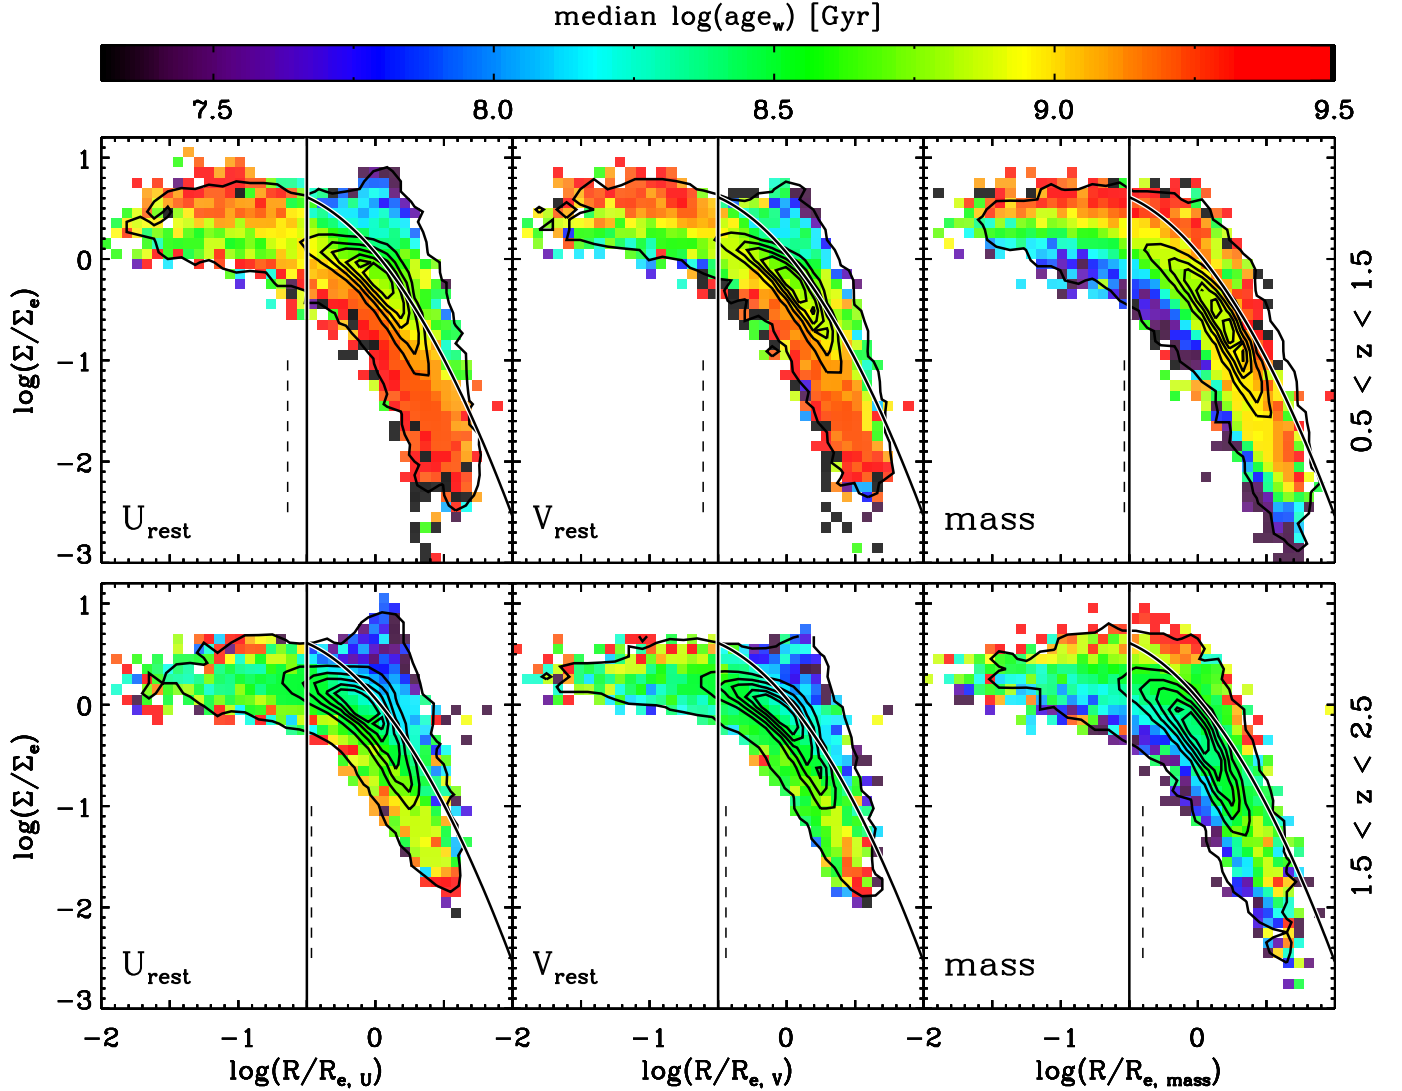 median log(age_w) [Gyr]
7.5 8.0 8.5 9.0 9.5
1
0
−1
−2
−3
log(Σ/Σ_e)
U_rest
V_rest
mass
0.5 < z < 1.5
1
0
−1
−2
−3
log(Σ/Σ_e)
U_rest
V_rest
mass
1.5 < z < 2.5
−2 −1 0 −2 −1 0 −2 −1 0
log(R/R_e, U)
log(R/R_e, V)
log(R/R_e, mass)